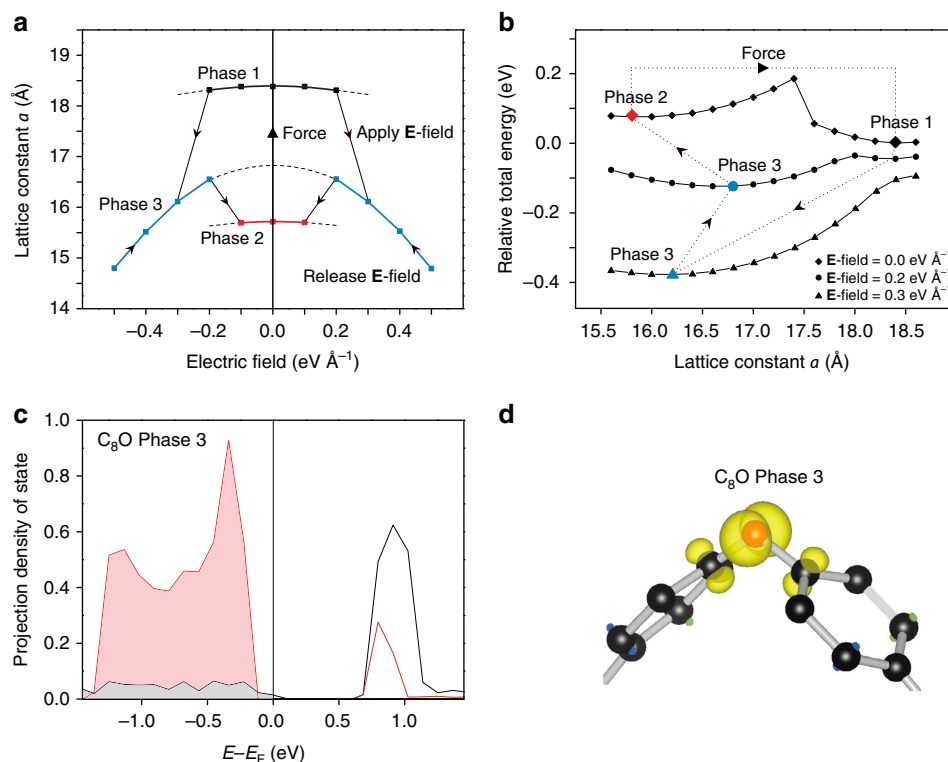 a
Lattice constant a (Å)
19
18
17
16
15
14
Phase 1
Force
Apply E-field
Phase 3
Phase 2
Release E-field
−0.4
−0.2
0.0
0.2
0.4
Electric field (eV Å⁻¹)
b
Relative total energy (eV)
0.2
0.0
−0.2
−0.4
Force
Phase 2
Phase 1
Phase 3
Phase 3
E-field = 0.0 eV Å⁻¹
E-field = 0.2 eV Å⁻¹
E-field = 0.3 eV Å⁻¹
15.5
16.0
16.5
17.0
17.5
18.0
18.5
Lattice constant a (Å)
c
Projection density of state
1.0
0.8
0.6
0.4
0.2
0.0
C₈O Phase 3
−1.0
−0.5
0.0
0.5
1.0
E–E_F (eV)
d
C₈O Phase 3